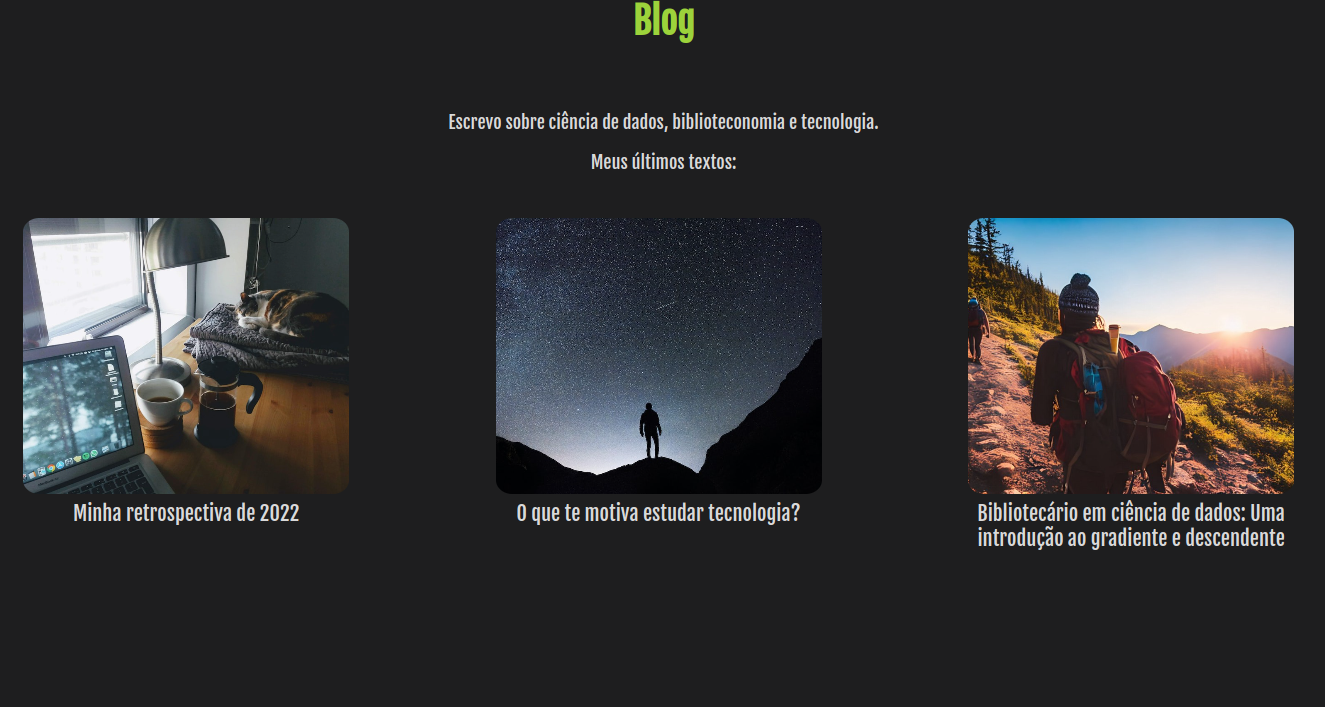 Blog
Escrevo sobre ciência de dados, biblioteconomia e tecnologia.
Meus últimos textos:
Minha retrospectiva de 2022
O que te motiva estudar tecnologia?
Bibliotecário em ciência de dados: Uma
introdução ao gradiente e descendente